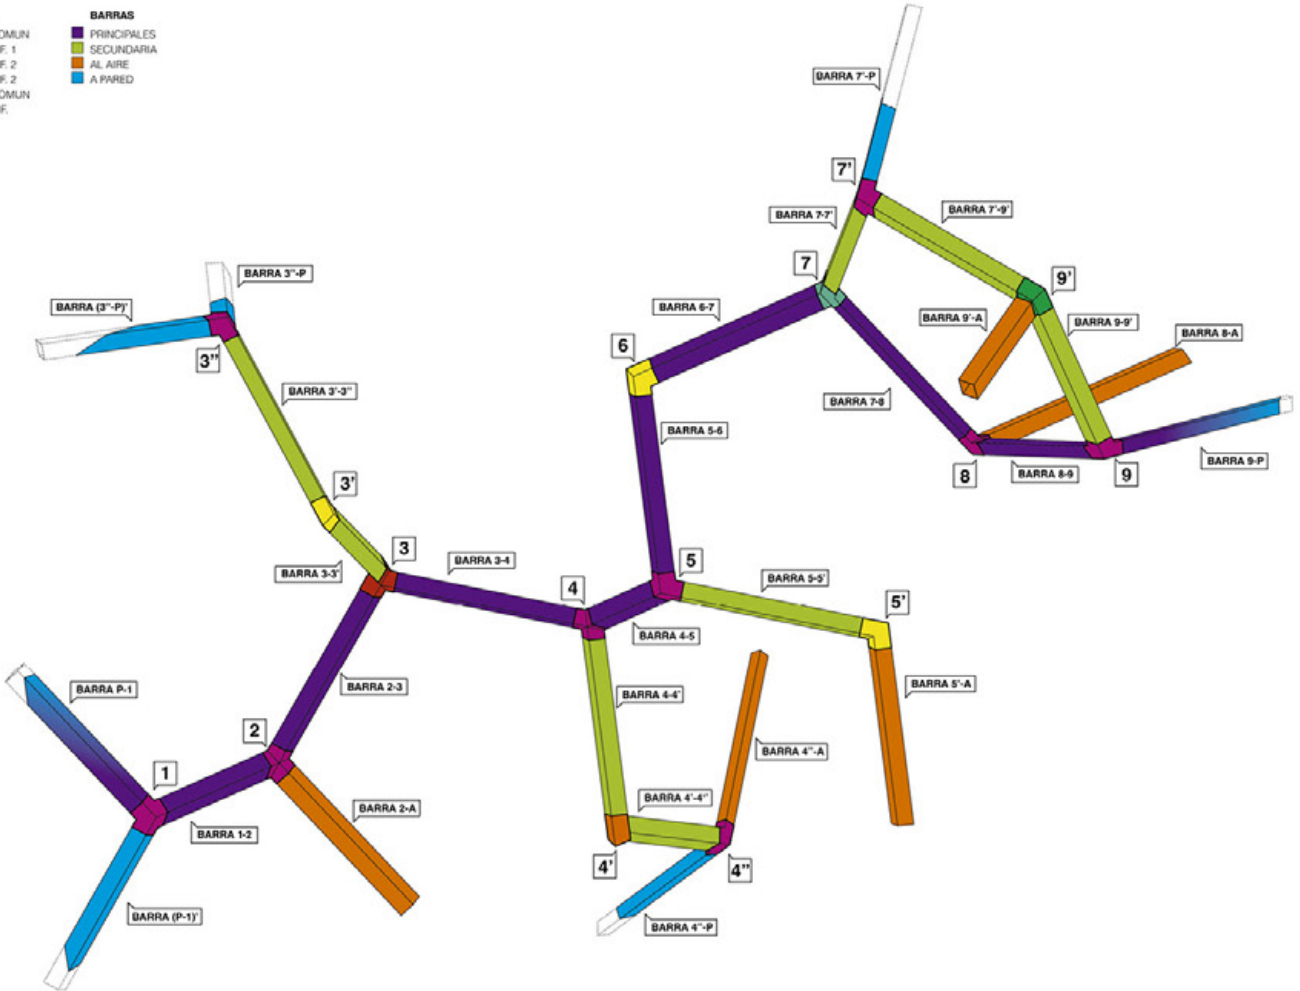 BARRAS
OMUN
PRINCIPALES
F. 1
SECUNDARIA
F. 2
AL AIRE
F. 2
A PARED
OMUN
F.
BARRA 7'-P
7'
BARRA 7'-9'
BARRA 7-7'
7
9'
BARRA 3''-P
BARRA (3''-P)'
BARRA 6-7
BARRA 9'-A
BARRA 9-9'
BARRA 8-A
6
3''
BARRA 3'-3''
BARRA 7-8
BARRA 5-6
8
BARRA 8-9
9
BARRA 9-P
3'
3
BARRA 3-4
5
BARRA 3-3'
4
BARRA 5-5'
5'
BARRA 4-5
BARRA P-1
BARRA 2-3
BARRA 4-4'
BARRA 5'-A
2
BARRA 4''-A
1
BARRA 2-A
BARRA 4'-4''
BARRA 1-2
4'
4''
BARRA (P-1)'
BARRA 4''-P